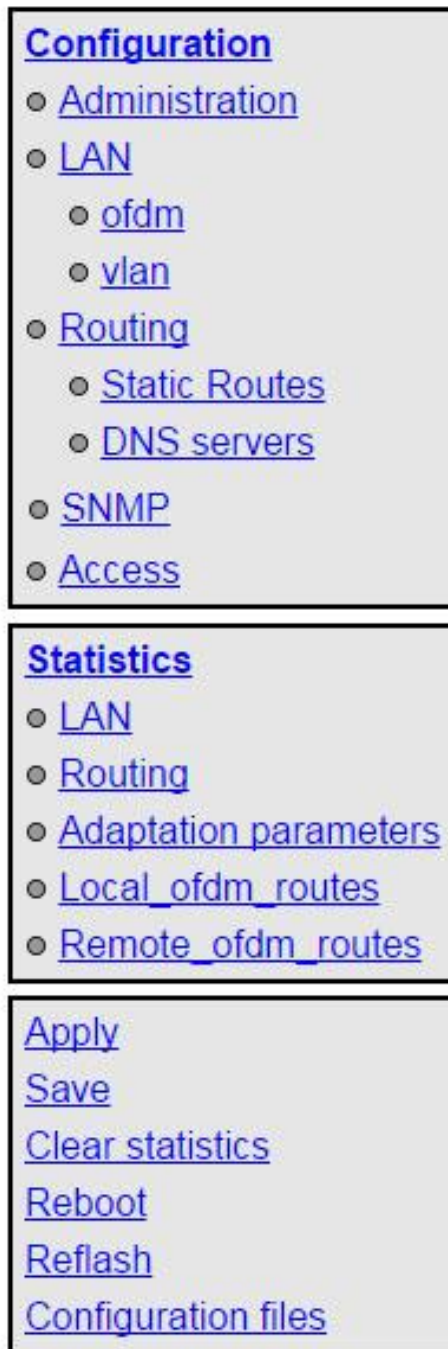 Configuration
Administration
LAN
ofdm
vlan
Routing
Static Routes
DNS servers
SNMP
Access
Statistics
LAN
Routing
Adaptation parameters
Local_ofdm_routes
Remote_ofdm_routes
Apply
Save
Clear statistics
Reboot
Reflash
Configuration files